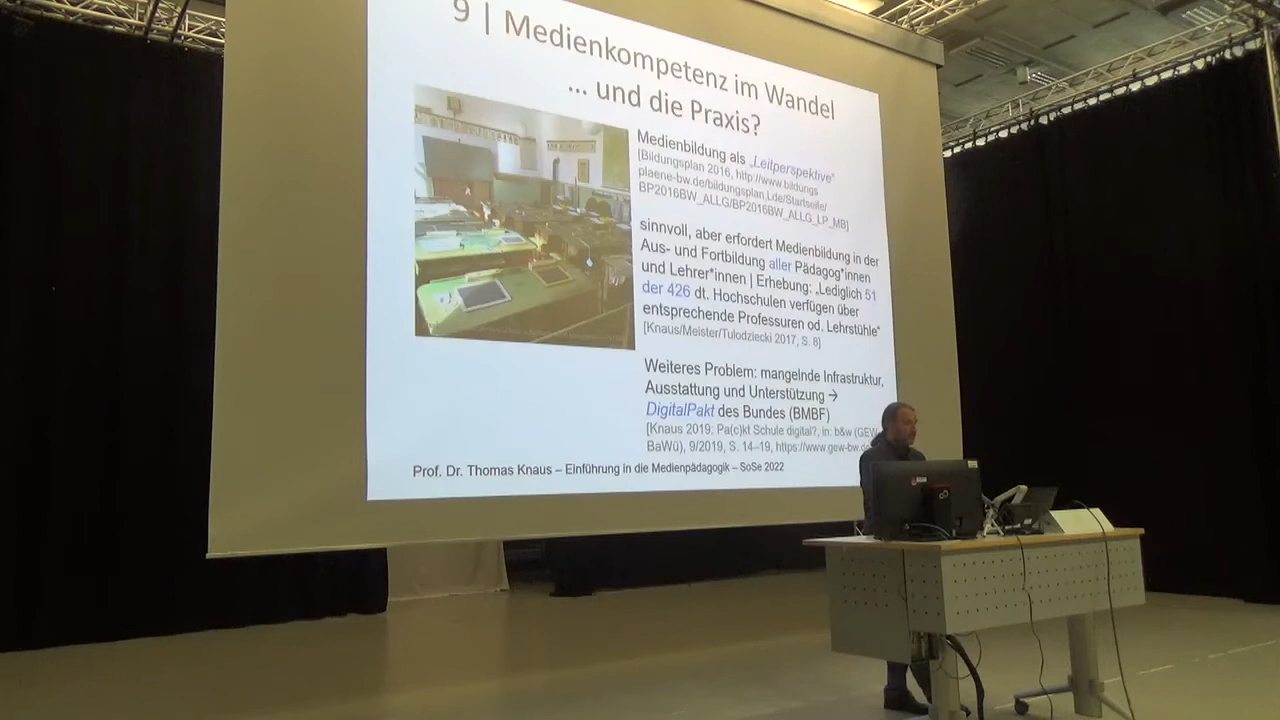 9 | Medienkompetenz im Wandel
... und die Praxis?
Medienbildung als „Leitperspektive“
[Bildungsplan 2016, http://www.bildungs
plaene-bw.de/bildungsplan,Lde/Startseite/
BP2016BW_ALLG/BP2016BW_ALLG_LP_MB]
sinnvoll, aber erfordert Medienbildung in der
Aus- und Fortbildung aller Pädagog*innen
und Lehrer*innen | Erhebung: „Lediglich 51
der 426 dt. Hochschulen verfügen über
entsprechende Professuren od. Lehrstühle“
[Knaus/Meister/Tulodziecki 2017, S. 8]
Weiteres Problem: mangelnde Infrastruktur,
Ausstattung und Unterstützung →
DigitalPakt des Bundes (BMBF)
[Knaus 2019: Pa(c)kt Schule digital?, in: b&w (GEW
BaWü), 9/2019, S. 14–19, https://www.gew-bw.de
Prof. Dr. Thomas Knaus – Einführung in die Medienpädagogik – SoSe 2022